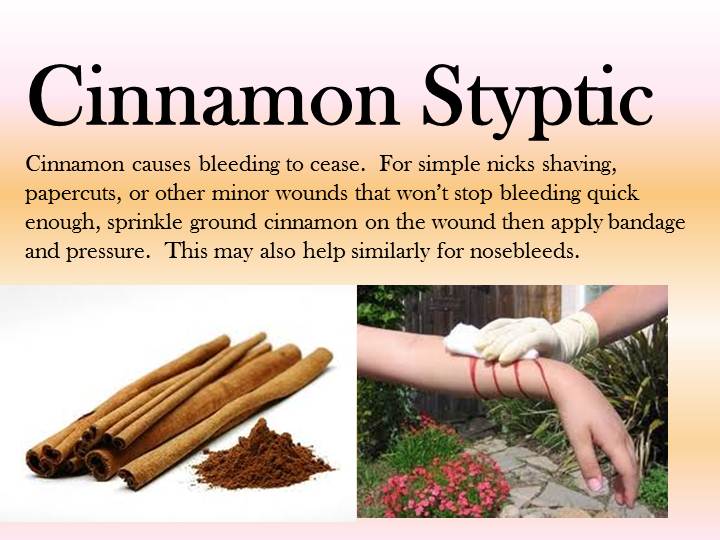 Cinnamon Styptic
Cinnamon causes bleeding to cease.  For simple nicks shaving,
papercuts, or other minor wounds that won’t stop bleeding quick
enough, sprinkle ground cinnamon on the wound then apply bandage
and pressure.  This may also help similarly for nosebleeds.